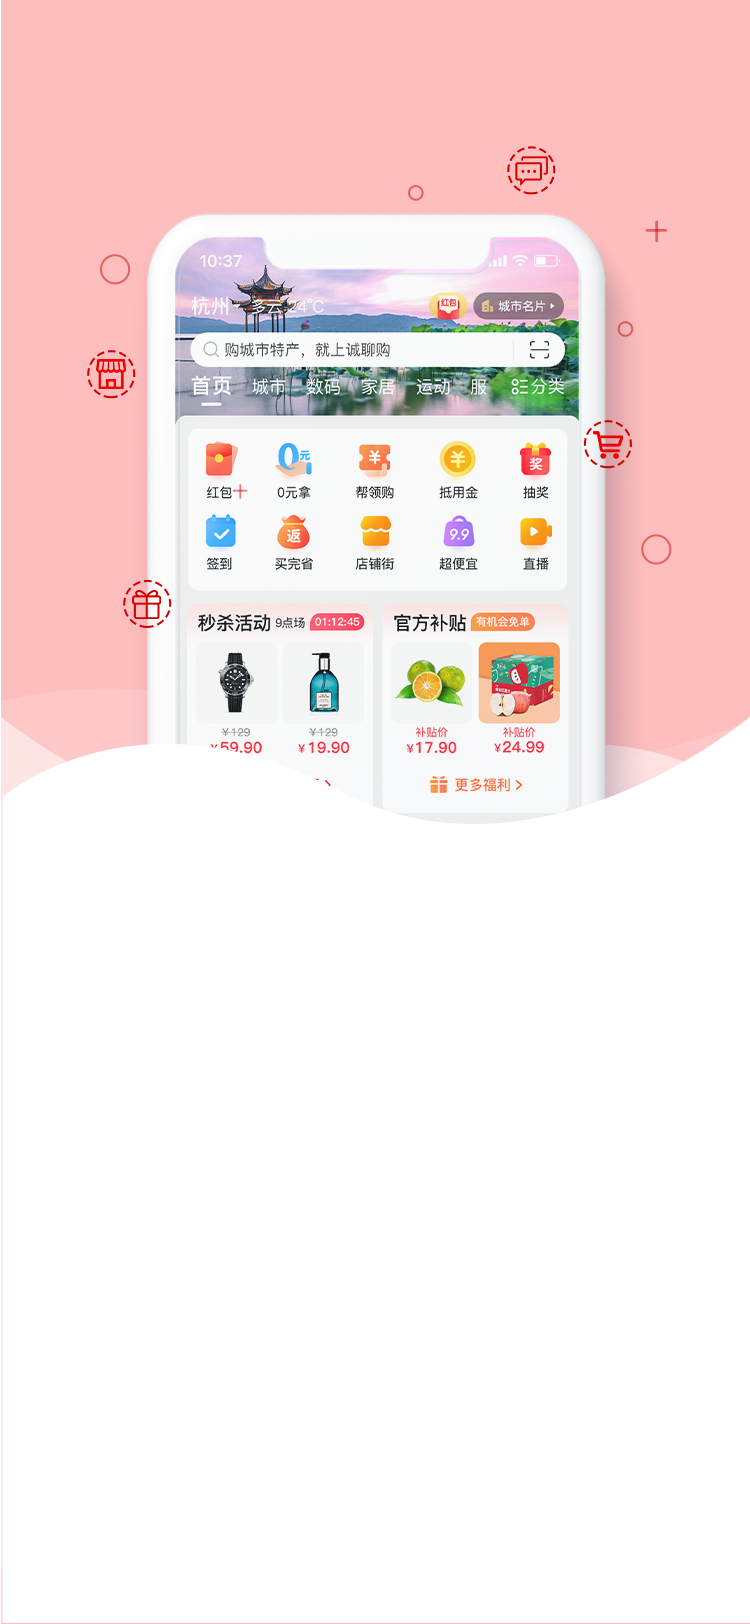 10:37
杭州 多云 24°C 红包 城市名片
购城市特产，就上诚聊购
首页 城市 数码 家居 运动 服 分类
红包 0元拿 帮领购 抵用金 抽奖
签到 买完省 店铺街 超便宜 直播
0元 ¥ ¥ 奖
返 9.9
秒杀活动 9点场 01:12:45 官方补贴 有机会免单
¥129 ¥129 补贴价 补贴价
¥59.90 ¥19.90 ¥17.90 ¥24.99
更多福利